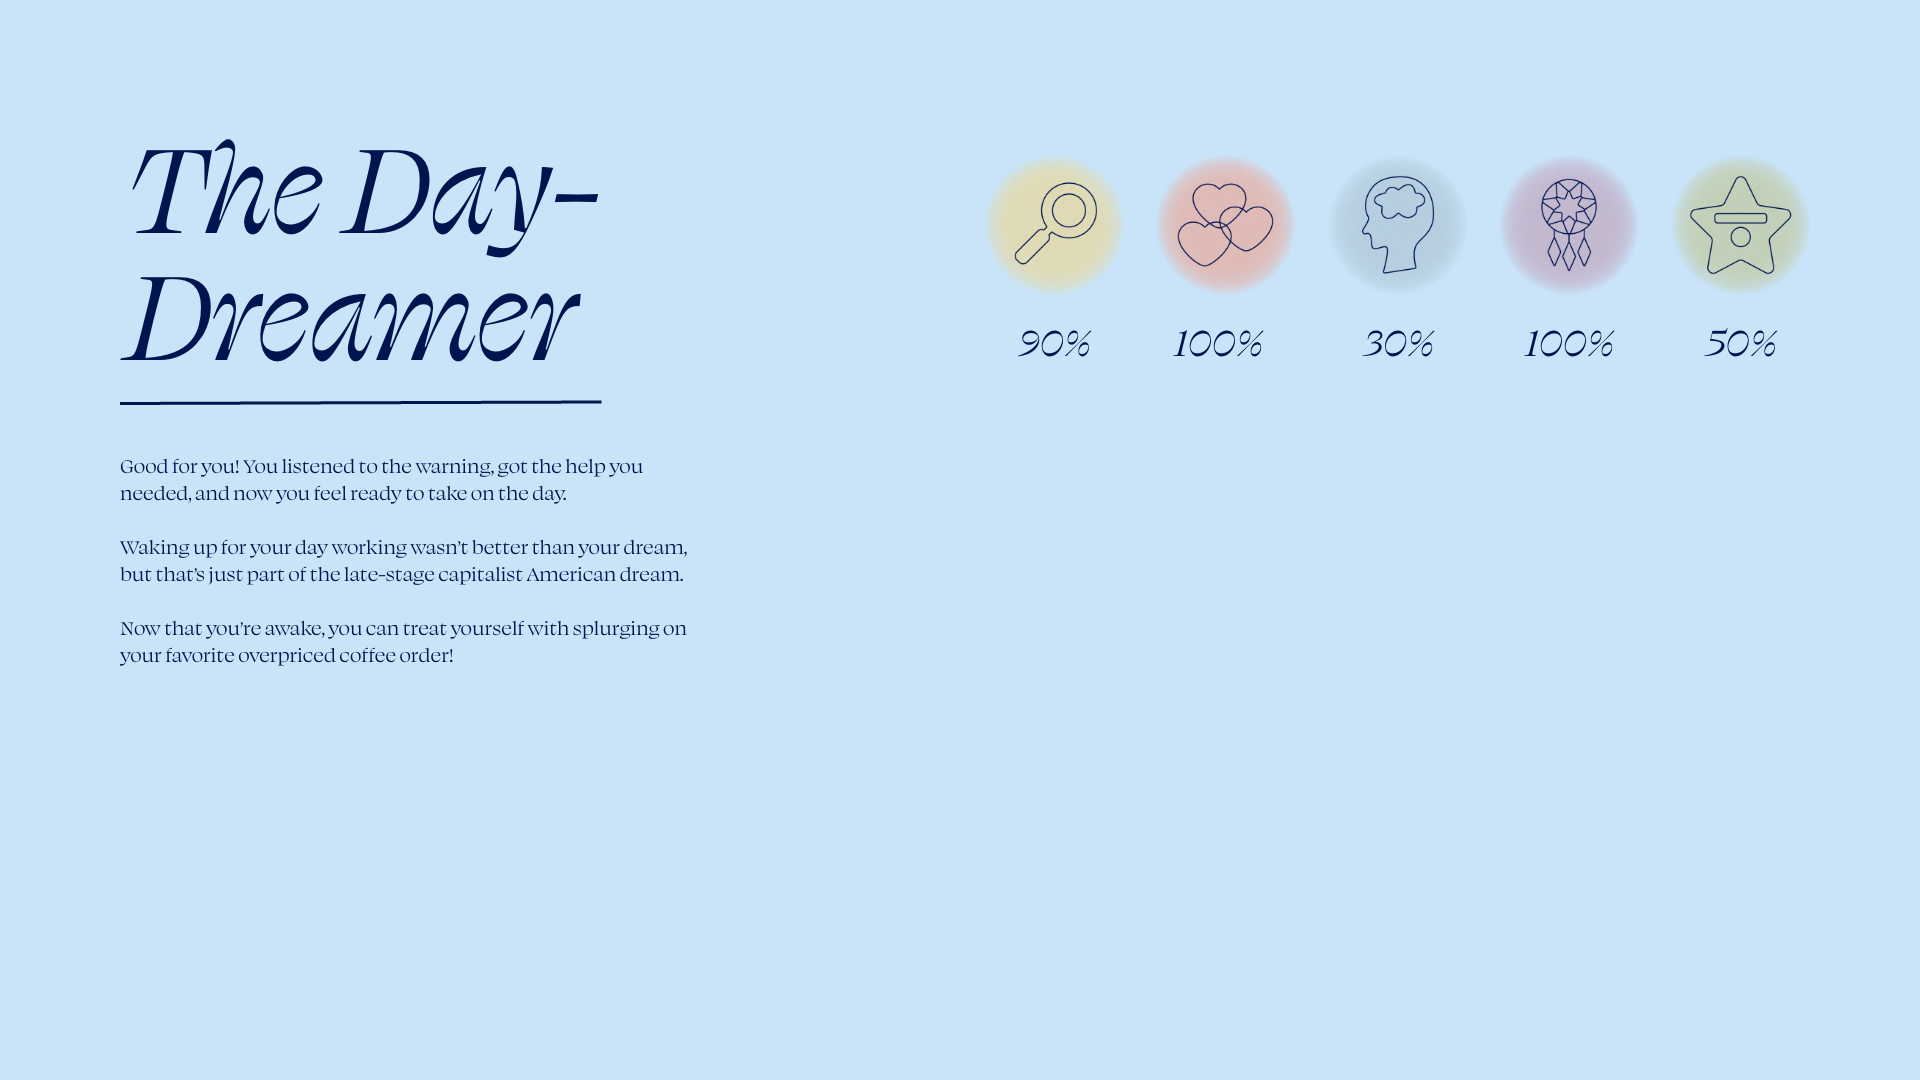 The Day-
Dreamer
Good for you! You listened to the warning, got the help you
needed, and now you feel ready to take on the day.
Waking up for your day working wasn't better than your dream,
but that's just part of the late-stage capitalist American dream.
Now that you're awake, you can treat yourself with splurging on
your favorite overpriced coffee order!
90% 100% 30% 100% 50%